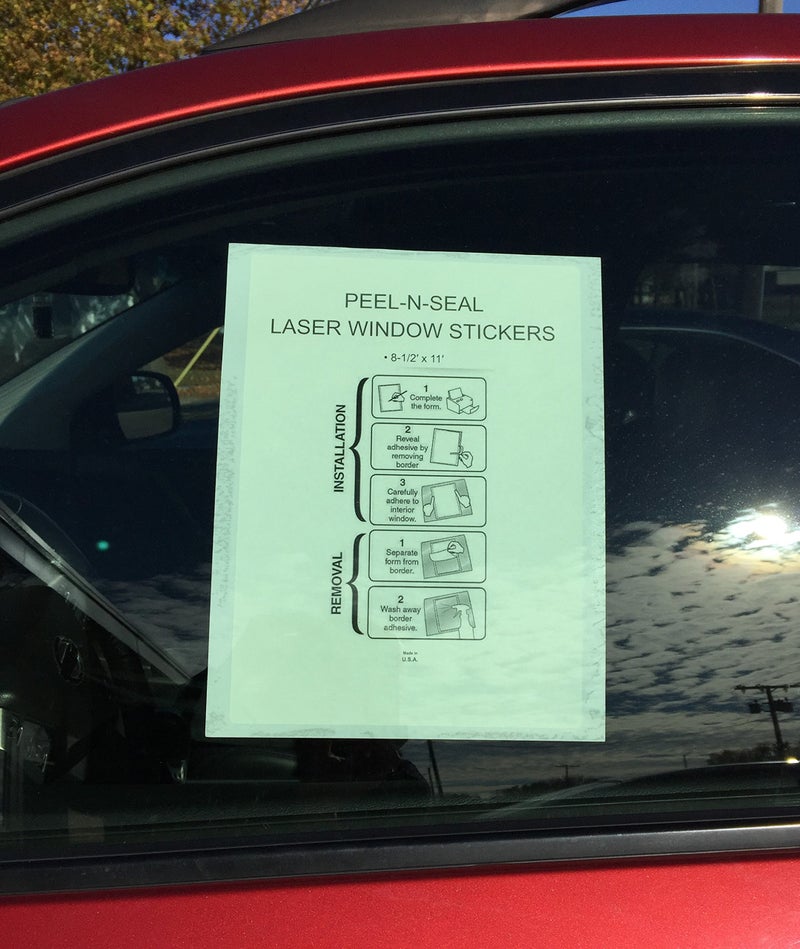 PEEL-N-SEAL
LASER WINDOW STICKERS
• 8-1/2' x 11'
INSTALLATION
1
Complete
the form.
2
Reveal
adhesive by
removing
border
3
Carefully
adhere to
interior
window.
REMOVAL
1
Separate
form from
border.
2
Wash away
border
adhesive.
Made in
U.S.A.